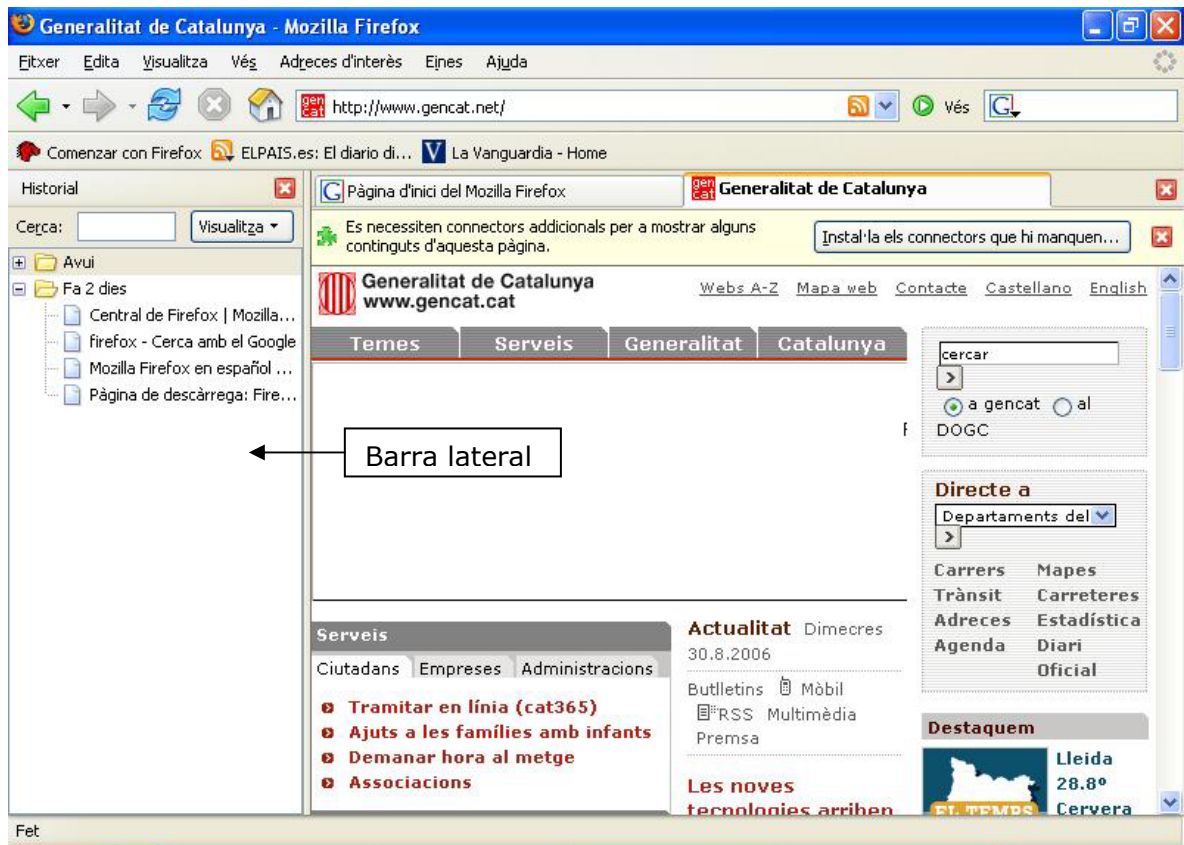 Generalitat de Catalunya - Mozilla Firefox
Fitxer Edita Visualitza Vés Adreces d'interès Eines Ajuda
http://www.gencat.net/ Vés G
Comenzar con Firefox ELPAIS.es: El diario di... V La Vanguardia - Home
Historial
Cerca: Visualitza
Avui
Fa 2 dies
Central de Firefox | Mozilla...
firefox - Cerca amb el Google
Mozilla Firefox en español ...
Pàgina de descàrrega: Fire...
Barra lateral
G Pàgina d'inici del Mozilla Firefox gen cat Generalitat de Catalunya
Es necessiten connectors addicionals per a mostrar alguns
continguts d'aquesta pàgina.
Instal·la els connectors que hi manquen...
Generalitat de Catalunya
www.gencat.cat
Webs A-Z Mapa web Contacte Castellano English
Temes Serveis Generalitat Catalunya
cercar
>
a gencat al
DOGC
Directe a
Departaments del
>
Carrers Mapes
Trànsit Carreteres
Adreces Estadística
Agenda Diari
Oficial
Serveis
Ciutadans Empreses Administracions
Tramitar en línia (cat365)
Ajuts a les famílies amb infants
Demanar hora al metge
Associacions
Actualitat Dimecres
30.8.2006
Butlletins Mòbil
RSS Multimèdia
Premsa
Les noves
tecnologies arriben
Destaquem
EL TEMPS
Lleida
28.8º
Cervera
Fet